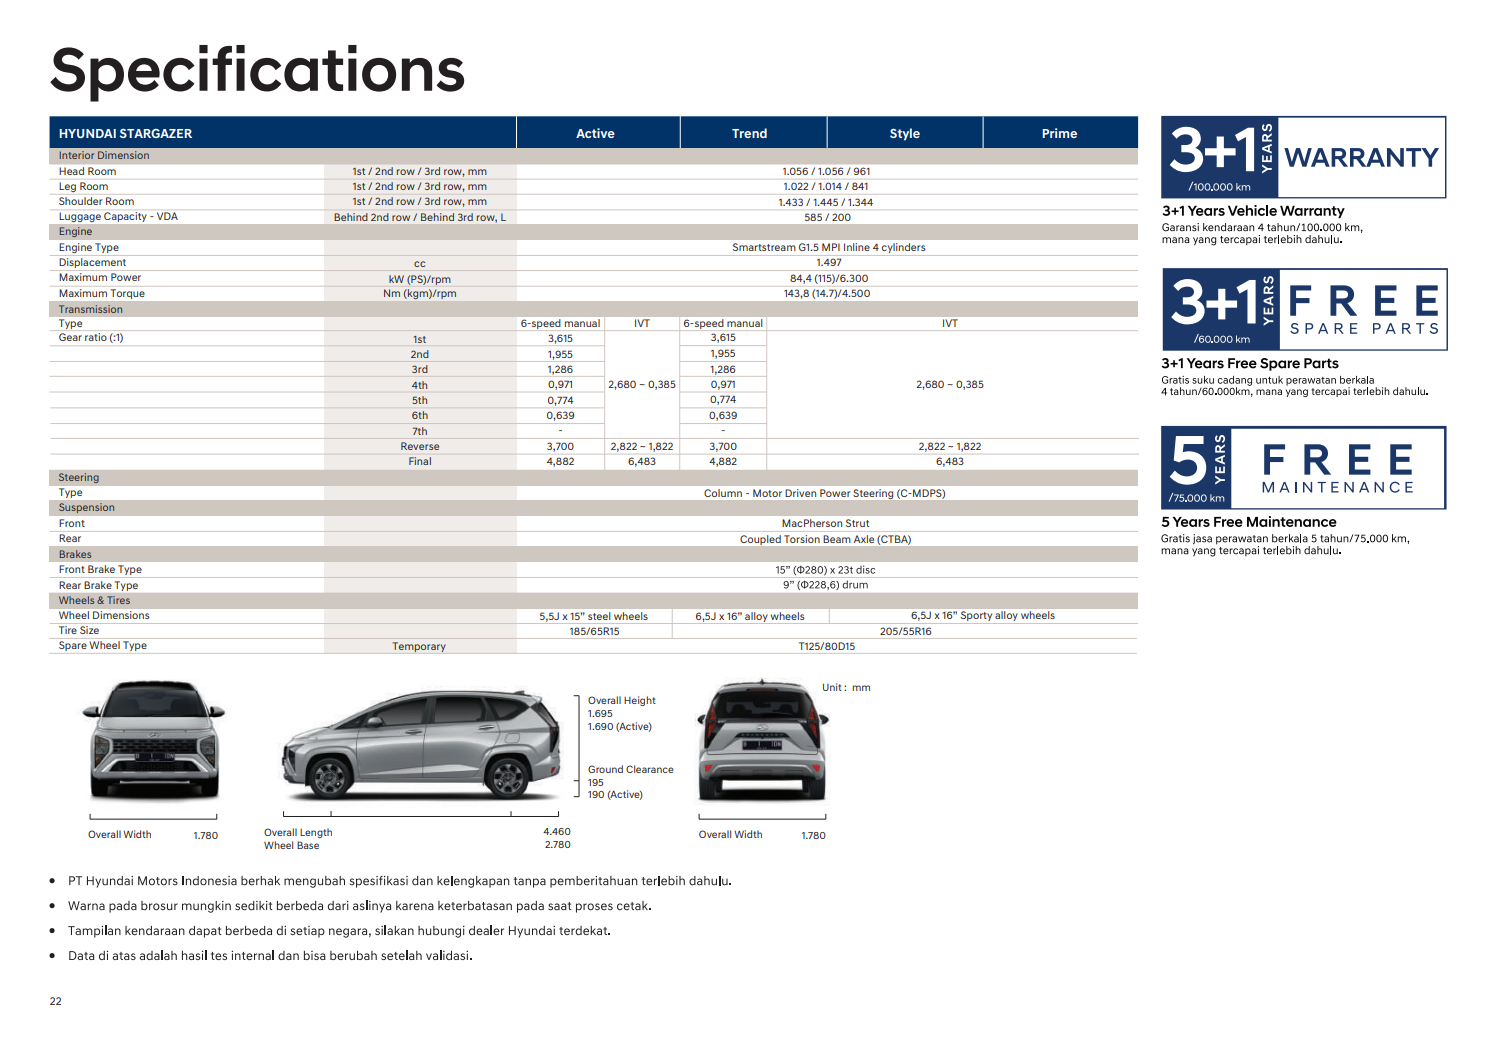 Specifications
HYUNDAI STARGAZER Active Trend Style Prime
Interior Dimension
Head Room 1st / 2nd row / 3rd row, mm 1.056 / 1.056 / 961
Leg Room 1st / 2nd row / 3rd row, mm 1.022 / 1.014 / 841
Shoulder Room 1st / 2nd row / 3rd row, mm 1.433 / 1.445 / 1.344
Luggage Capacity - VDA Behind 2nd row / Behind 3rd row, L 585 / 200
Engine
Engine Type Smartstream G1.5 MPI Inline 4 cylinders
Displacement cc 1.497
Maximum Power kW (PS)/rpm 84,4 (115)/6.300
Maximum Torque Nm (kgm)/rpm 143,8 (14.7)/4.500
Transmission
Type 6-speed manual IVT 6-speed manual IVT
Gear ratio (:1) 1st 3,615 3,615
2nd 1,955 1,955
3rd 1,286 1,286
4th 0,971 2,680 – 0,385 0,971 2,680 – 0,385
5th 0,774 0,774
6th 0,639 0,639
7th - -
Reverse 3,700 2,822 – 1,822 3,700 2,822 – 1,822
Final 4,882 6,483 4,882 6,483
Steering
Type Column - Motor Driven Power Steering (C-MDPS)
Suspension
Front MacPherson Strut
Rear Coupled Torsion Beam Axle (CTBA)
Brakes
Front Brake Type 15” (Φ280) x 23t disc
Rear Brake Type 9” (Φ228,6) drum
Wheels & Tires
Wheel Dimensions 5,5J x 15” steel wheels 6,5J x 16” alloy wheels 6,5J x 16” Sporty alloy wheels
Tire Size 185/65R15 205/55R16
Spare Wheel Type Temporary T125/80D15
Unit : mm
Overall Height
1.695
1.690 (Active)
Ground Clearance
195
190 (Active)
Overall Width 1.780
Overall Length 4.460
Wheel Base 2.780
Overall Width 1.780
3+1 YEARS WARRANTY
/100.000 km
3+1 Years Vehicle Warranty
Garansi kendaraan 4 tahun/100.000 km,
mana yang tercapai terlebih dahulu.
3+1 YEARS FREE
SPARE PARTS
/60.000 km
3+1 Years Free Spare Parts
Gratis suku cadang untuk perawatan berkala
4 tahun/60.000km, mana yang tercapai terlebih dahulu.
5 YEARS FREE
MAINTENANCE
/75.000 km
5 Years Free Maintenance
Gratis jasa perawatan berkala 5 tahun/75.000 km,
mana yang tercapai terlebih dahulu.
• PT Hyundai Motors Indonesia berhak mengubah spesifikasi dan kelengkapan tanpa pemberitahuan terlebih dahulu.
• Warna pada brosur mungkin sedikit berbeda dari aslinya karena keterbatasan pada saat proses cetak.
• Tampilan kendaraan dapat berbeda di setiap negara, silakan hubungi dealer Hyundai terdekat.
• Data di atas adalah hasil tes internal dan bisa berubah setelah validasi.
22